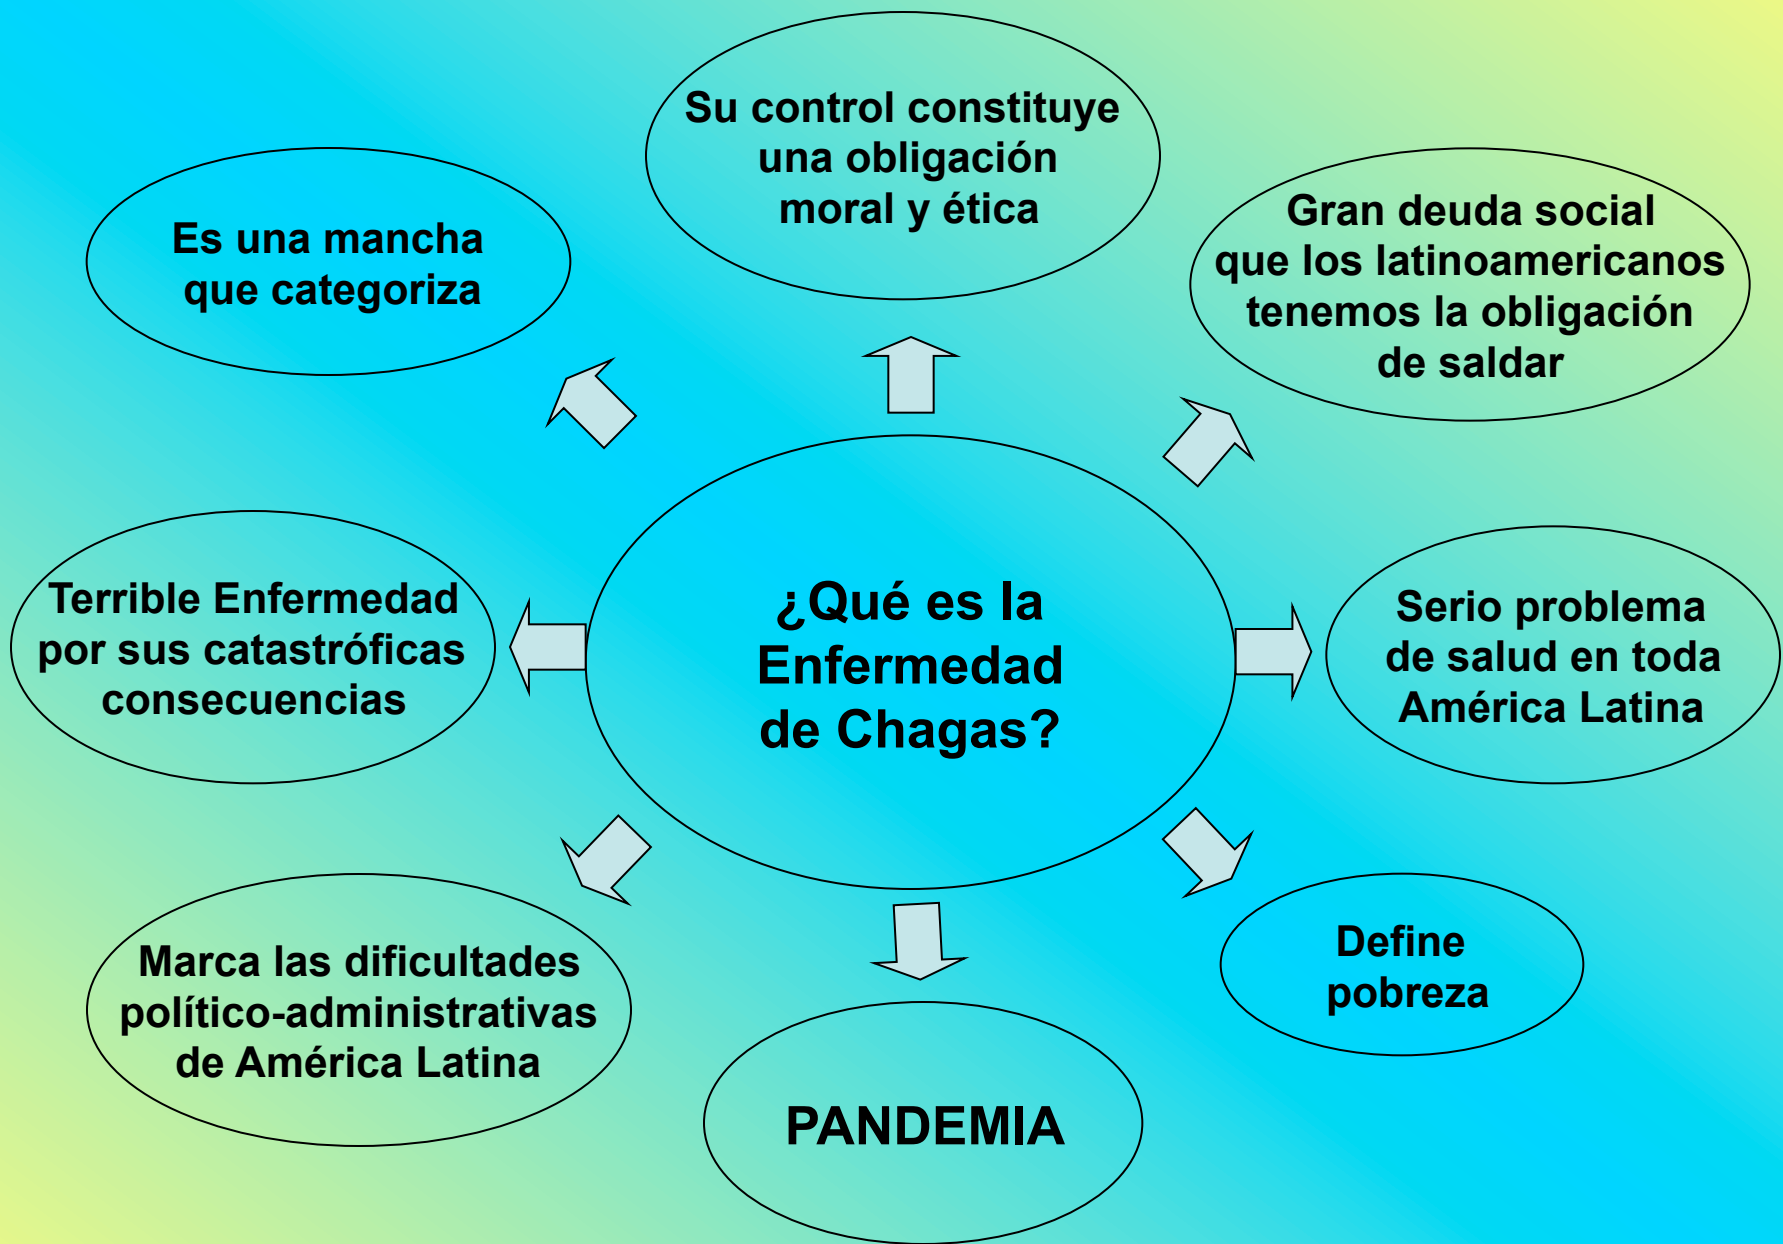 Su control constituye
una obligación
moral y ética
Es una mancha
que categoriza
Gran deuda social
que los latinoamericanos
tenemos la obligación
de saldar
¿Qué es la
Enfermedad
de Chagas?
Terrible Enfermedad
por sus catastróficas
consecuencias
Serio problema
de salud en toda
América Latina
Marca las dificultades
político-administrativas
de América Latina
Define
pobreza
PANDEMIA